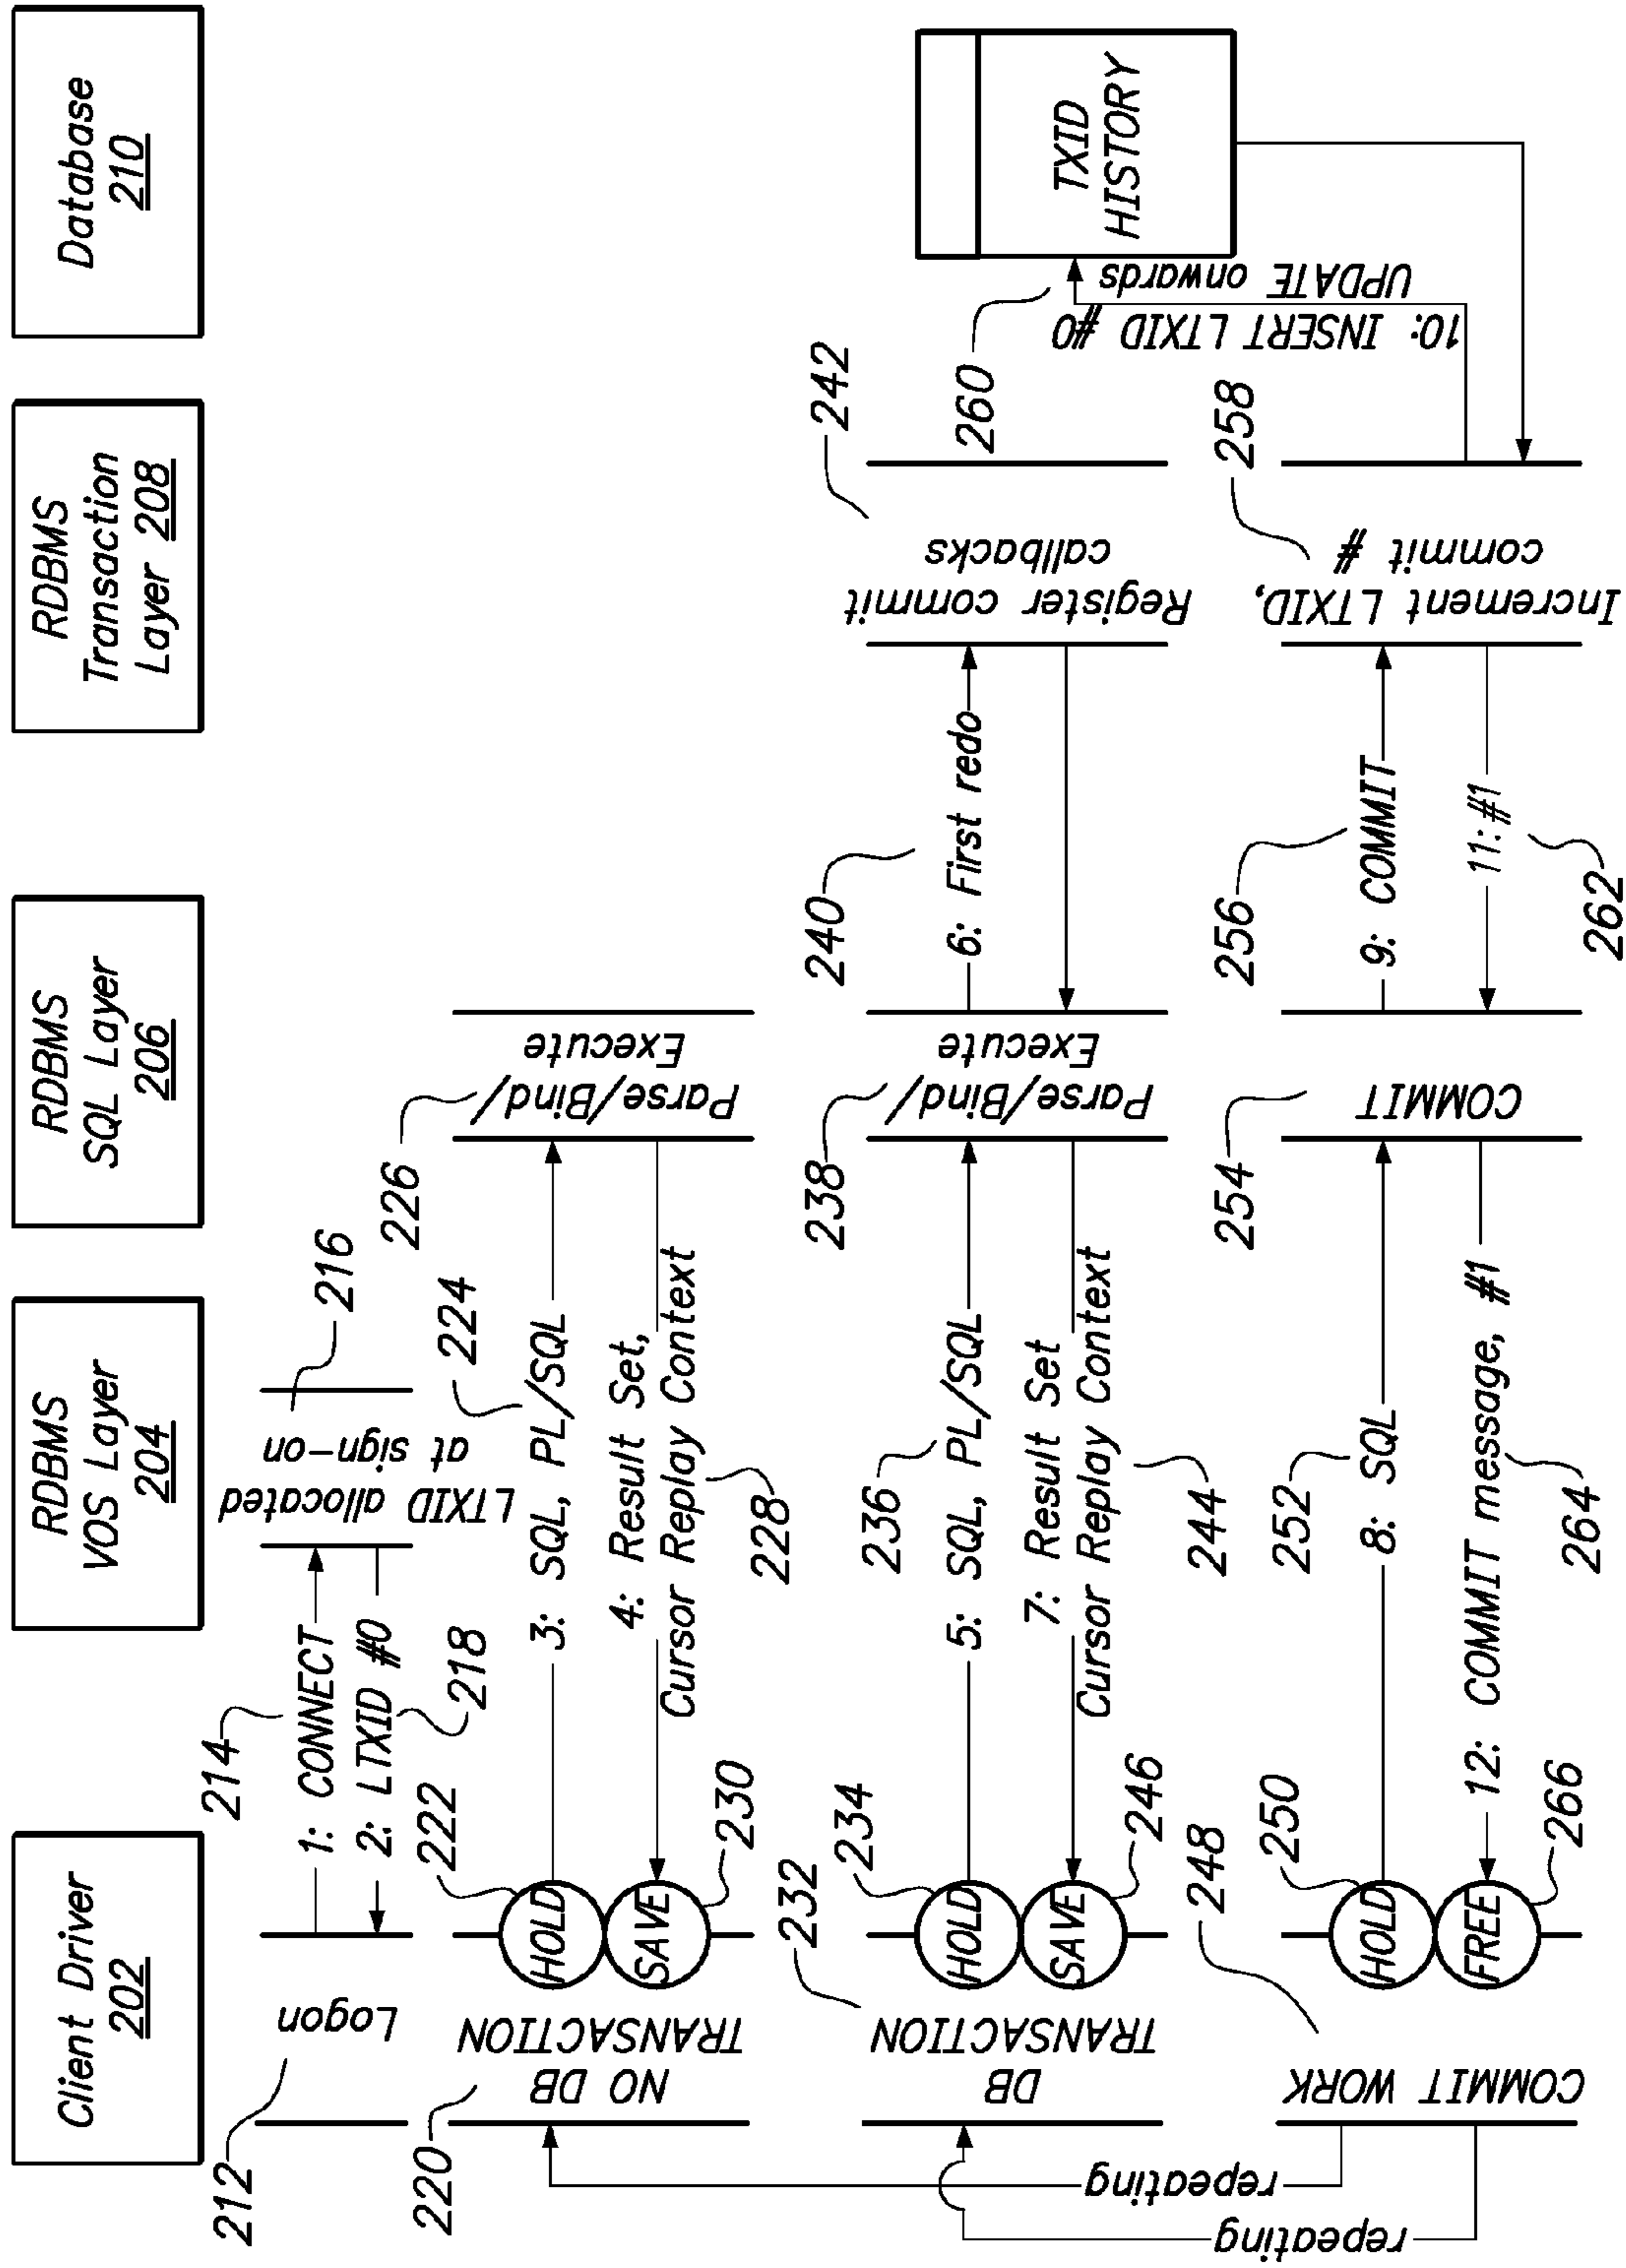 Client Driver
202
RDBMS
VOS Layer
204
RDBMS
SQL Layer
206
RDBMS
Transaction
Layer 208
Database
210
212
Logon
214
1: CONNECT
2: LTXID #0
218
LTXID allocated
at sign-on
216
220
NO DB
TRANSACTION
222
HOLD
SAVE
230
3: SQL, PL/SQL
224
4: Result Set,
Cursor Replay Context
228
226
Parse/Bind/
Execute
232
DB
TRANSACTION
234
HOLD
SAVE
246
236
5: SQL, PL/SQL
7: Result Set
Cursor Replay Context
244
238
Parse/Bind/
Execute
240
6: First redo
242
Register commit
callbacks
248
COMMIT WORK
250
HOLD
FREE
266
252
8: SQL
12: COMMIT message, #1
264
254
COMMIT
256
9: COMMIT
11:#1
262
258
Increment LTXID,
commit #
260
10: INSERT LTXID #0
UPDATE onwards
TXID
HISTORY
repeating
repeating